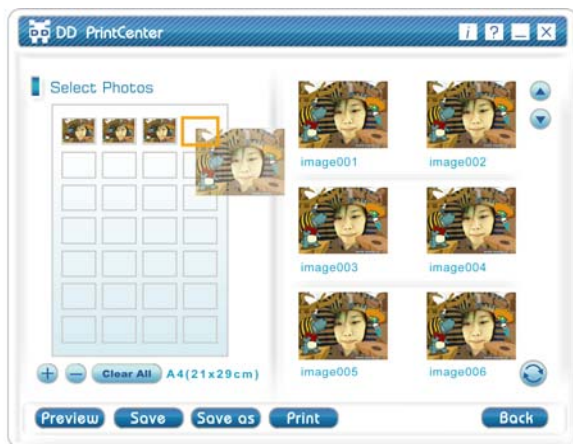 DD DD PrintCenter i ? _ X
Select Photos
image001 image002
image003 image004
image005 image006
+ − Clear All A4(21x29cm)
Preview Save Save as Print Back